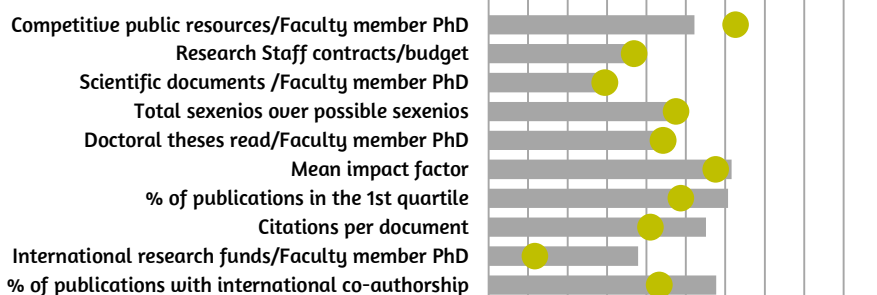 Competitive public resources/Faculty member PhD
Research Staff contracts/budget
Scientific documents /Faculty member PhD
Total sexenios over possible sexenios
Doctoral theses read/Faculty member PhD
Mean impact factor
% of publications in the 1st quartile
Citations per document
International research funds/Faculty member PhD
% of publications with international co-authorship